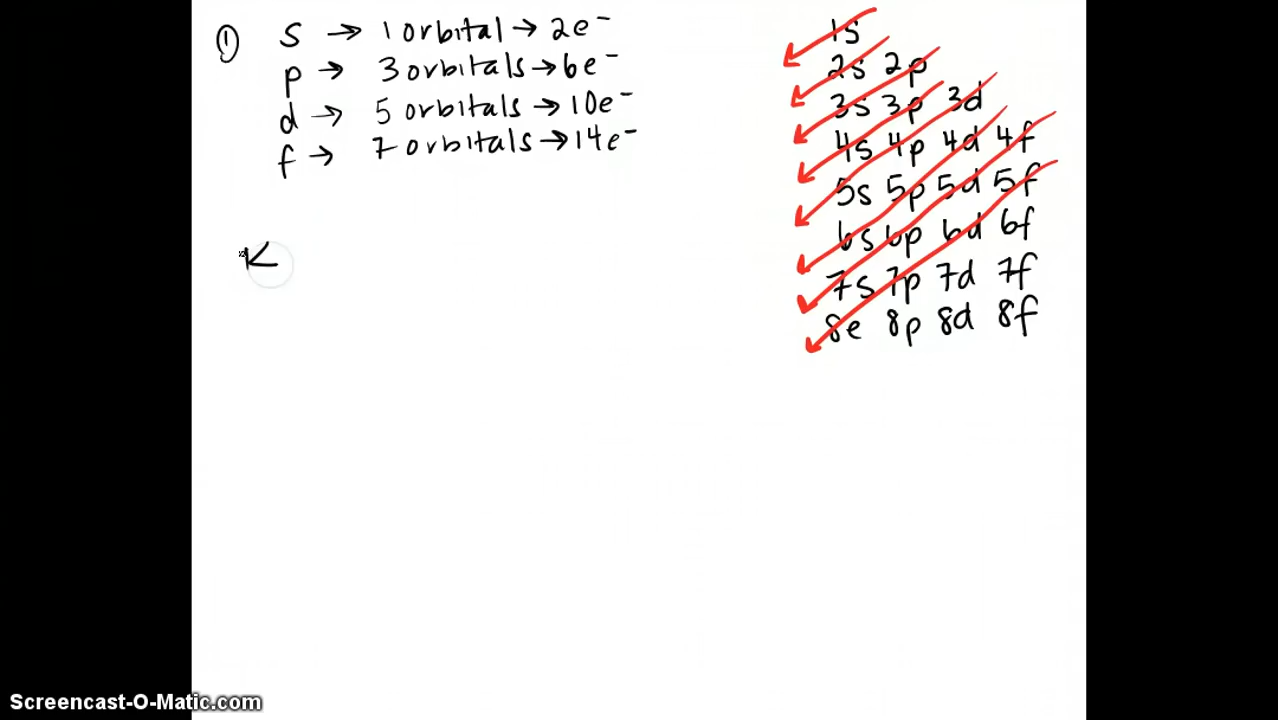 ① s → 1 orbital → 2e⁻
p → 3 orbitals → 6e⁻
d → 5 orbitals → 10e⁻
f → 7 orbitals → 14e⁻
K
1s
2s 2p
3s 3p 3d
4s 4p 4d 4f
5s 5p 5d 5f
6s 6p 6d 6f
7s 7p 7d 7f
8e 8p 8d 8f
Screencast-O-Matic.com